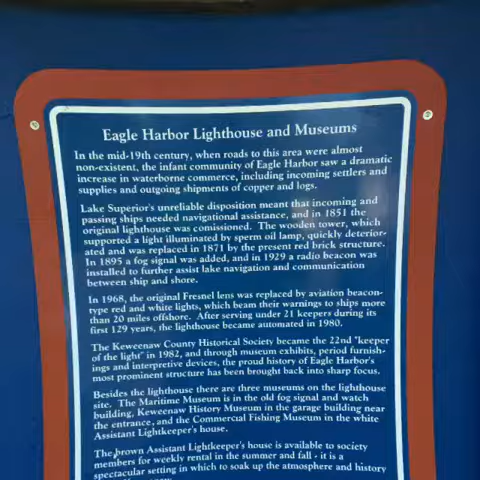 Eagle Harbor Lighthouse and Museums
In the mid-19th century, when roads to this area were almost
non-existent, the infant community of Eagle Harbor saw a dramatic
increase in waterborne commerce, including incoming settlers and
supplies and outgoing shipments of copper and logs.
Lake Superior's unreliable disposition meant that incoming and
passing ships needed navigational assistance, and in 1851 the
original lighthouse was comissioned. The wooden tower, which
supported a light illuminated by sperm oil lamp, quickly deterior-
ated and was replaced in 1871 by the present red brick structure.
In 1895 a fog signal was added, and in 1929 a radio beacon was
installed to further assist lake navigation and communication
between ship and shore.
In 1968, the original Fresnel lens was replaced by aviation beacon-
type red and white lights, which beam their warnings to ships more
than 20 miles offshore. After serving under 21 keepers during its
first 129 years, the lighthouse became automated in 1980.
The Keweenaw County Historical Society became the 22nd "keeper
of the light" in 1982, and through museum exhibits, period furnish-
ings and interpretive devices, the proud history of Eagle Harbor's
most prominent structure has been brought back into sharp focus.
Besides the lighthouse there are three museums on the lighthouse
site. The Maritime Museum is in the old fog signal and watch
building, Keweenaw History Museum in the garage building near
the entrance, and the Commercial Fishing Museum in the white
Assistant Lightkeeper's house.
The brown Assistant Lightkeeper's house is available to society
members for weekly rental in the summer and fall - it is a
spectacular setting in which to soak up the atmosphere and history